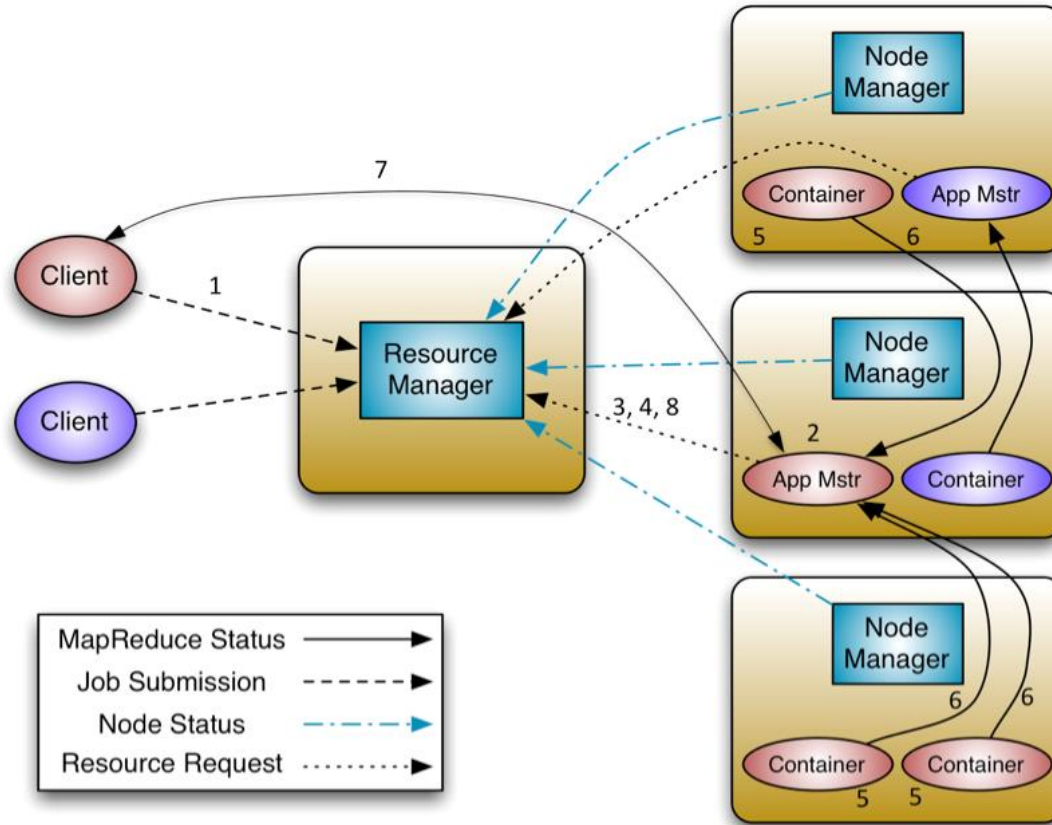 Node
Manager
Container
App Mstr
5
6
7
Client
1
Resource
Manager
Client
Node
Manager
3, 4, 8
2
App Mstr
Container
Node
Manager
6
6
Container
Container
5
5
MapReduce Status
Job Submission
Node Status
Resource Request